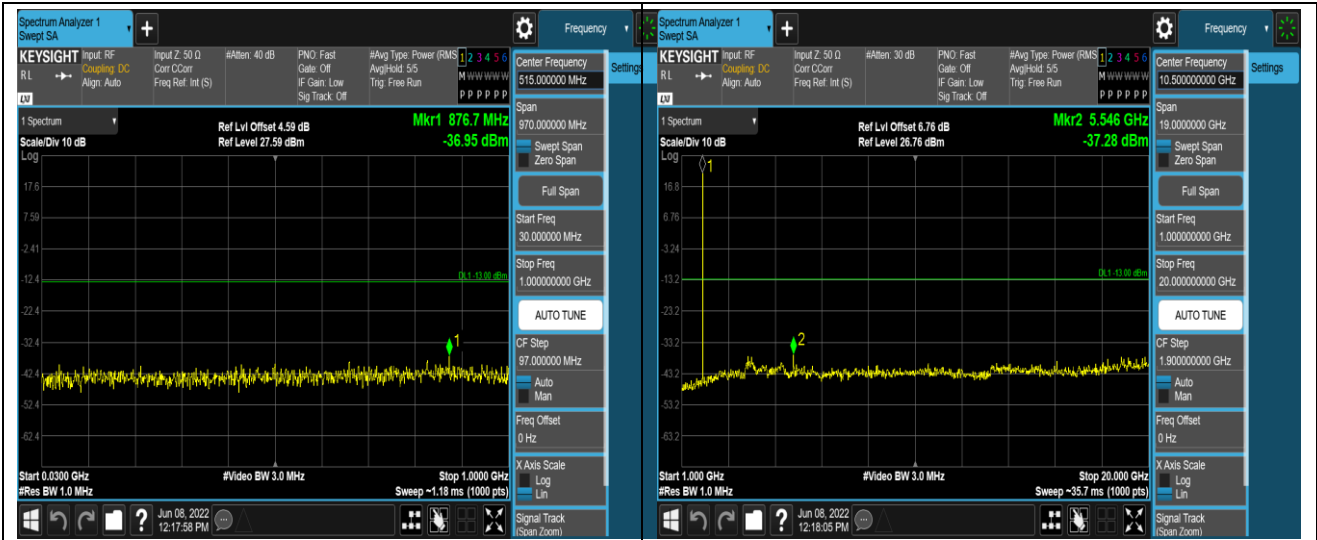 Spectrum Analyzer 1
Swept SA
+
Frequency
KEYSIGHT
RL
LXI
Input: RF
Coupling: DC
Align: Auto
Input Z: 50 Ω
Corr CCorr
Freq Ref: Int (S)
#Atten: 40 dB
PNO: Fast
Gate: Off
IF Gain: Low
Sig Track: Off
#Avg Type: Power (RMS
Avg|Hold: 5/5
Trig: Free Run
1 2 3 4 5 6
M W W W W W
P P P P P P
Center Frequency
515.000000 MHz
Settings
1 Spectrum
Scale/Div 10 dB
Log
Ref Lvl Offset 4.59 dB
Ref Level 27.59 dBm
Mkr1 876.7 MHz
-36.95 dBm
17.6
7.59
-2.41
-12.4
-22.4
-32.4
-42.4
-52.4
-62.4
DL1 -13.00 dBm
1
Start 0.0300 GHz
#Res BW 1.0 MHz
#Video BW 3.0 MHz
Stop 1.0000 GHz
Sweep ~1.18 ms (1000 pts)
Span
970.000000 MHz
Swept Span
Zero Span
Full Span
Start Freq
30.000000 MHz
Stop Freq
1.000000000 GHz
AUTO TUNE
CF Step
97.000000 MHz
Auto
Man
Freq Offset
0 Hz
X Axis Scale
Log
Lin
Signal Track
(Span Zoom)
?
Jun 08, 2022
12:17:58 PM
Spectrum Analyzer 1
Swept SA
+
Frequency
KEYSIGHT
RL
LXI
Input: RF
Coupling: DC
Align: Auto
Input Z: 50 Ω
Corr CCorr
Freq Ref: Int (S)
#Atten: 30 dB
PNO: Fast
Gate: Off
IF Gain: Low
Sig Track: Off
#Avg Type: Power (RMS
Avg|Hold: 5/5
Trig: Free Run
1 2 3 4 5 6
M W W W W W
P P P P P P
Center Frequency
10.500000000 GHz
Settings
1 Spectrum
Scale/Div 10 dB
Log
Ref Lvl Offset 6.76 dB
Ref Level 26.76 dBm
Mkr2 5.546 GHz
-37.28 dBm
1
16.8
6.76
-3.24
-13.2
-23.2
-33.2
-43.2
-53.2
-63.2
DL1 -13.00 dBm
2
Start 1.000 GHz
#Res BW 1.0 MHz
#Video BW 3.0 MHz
Stop 20.000 GHz
Sweep ~35.7 ms (1000 pts)
Span
19.0000000 GHz
Swept Span
Zero Span
Full Span
Start Freq
1.000000000 GHz
Stop Freq
20.000000000 GHz
AUTO TUNE
CF Step
1.900000000 GHz
Auto
Man
Freq Offset
0 Hz
X Axis Scale
Log
Lin
Signal Track
(Span Zoom)
?
Jun 08, 2022
12:18:05 PM